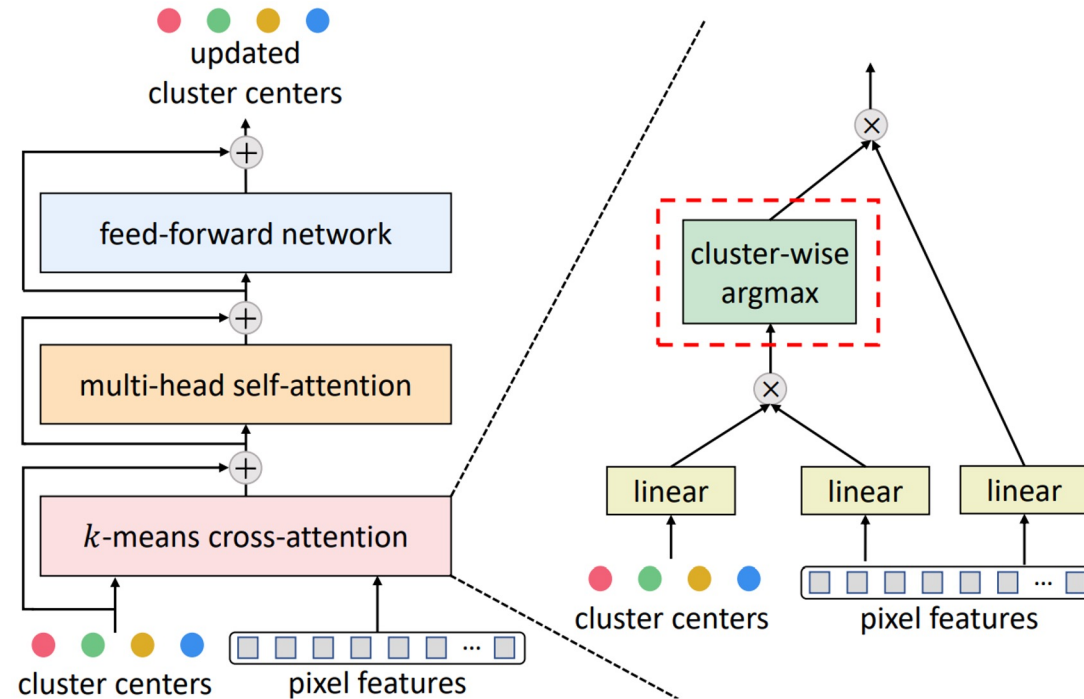 updated
cluster centers
+
feed-forward network
+
multi-head self-attention
+
k-means cross-attention
...
cluster centers
pixel features
×
cluster-wise
argmax
×
linear
linear
linear
...
cluster centers
pixel features